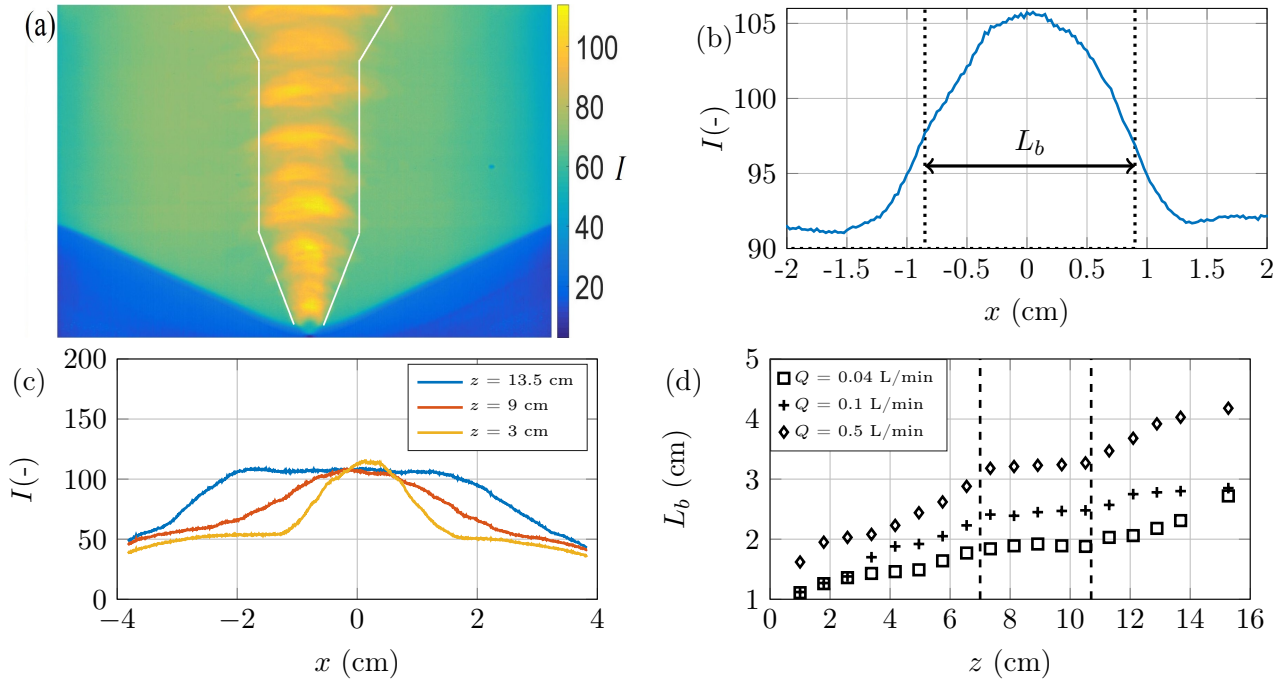 (a)
100
80
60
40
20
I
(b)
105
100
95
90
I(-)
L_b
-2 -1.5 -1 -0.5 0 0.5 1 1.5 2
x (cm)
(c)
200
150
100
50
0
I(-)
z = 13.5 cm
z = 9 cm
z = 3 cm
−4 −2 0 2 4
x (cm)
(d)
5
4
3
2
1
L_b (cm)
Q = 0.04 L/min
Q = 0.1 L/min
Q = 0.5 L/min
0 2 4 6 8 10 12 14 16
z (cm)